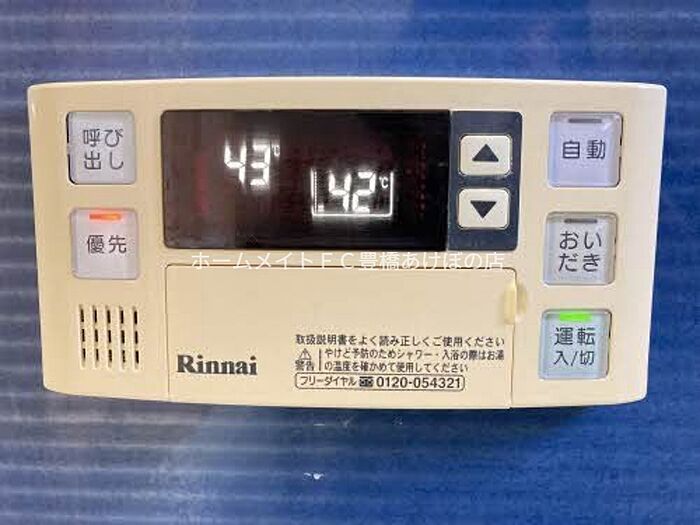 呼び
出し
優先
43℃
42℃
自動
おい
だき
運転
入/切
ホームメイトFC豊橋あけぼの店
Rinnai
取扱説明書をよく読み正しくご使用ください
警告
やけど予防のためシャワー・入浴の際はお湯
の温度を確かめて使用してください
フリーダイヤル 0120-054321